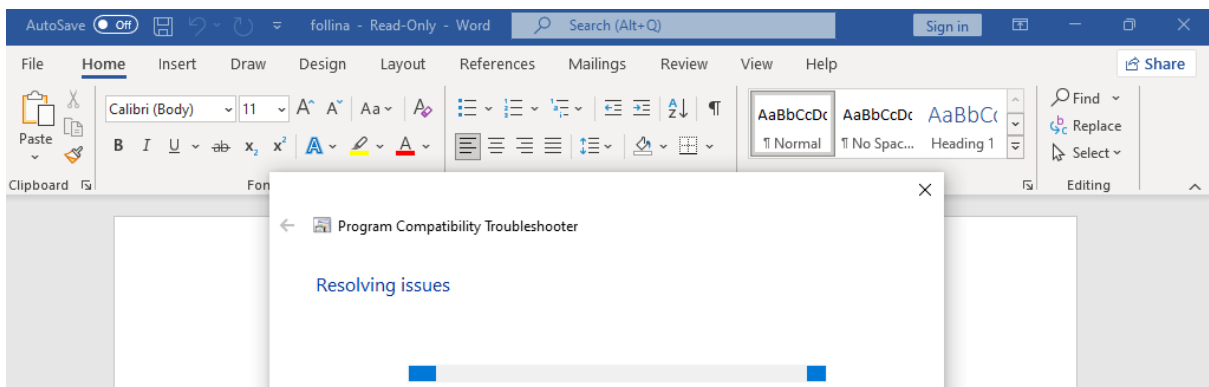 AutoSave Off follina - Read-Only - Word Search (Alt+Q) Sign in
File Home Insert Draw Design Layout References Mailings Review View Help Share
Paste
Calibri (Body) 11 A A Aa A
B I U ab x₂ x² A A
AaBbCcDc AaBbCcDc AaBbC
¶ Normal ¶ No Spac... Heading 1
Find
Replace
Select
Clipboard Fon Editing
Program Compatibility Troubleshooter
Resolving issues